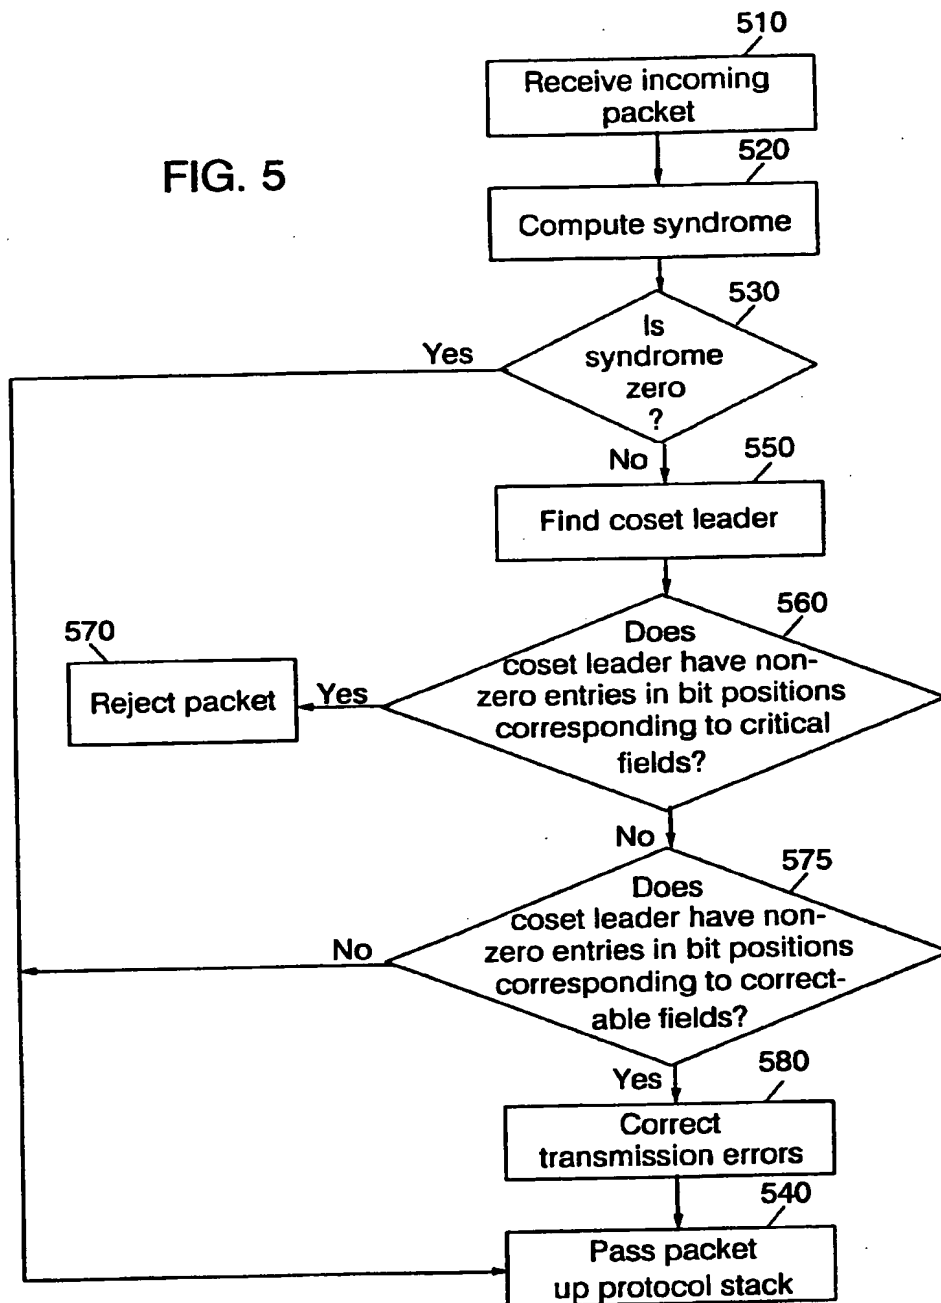 510
Receive incoming
packet
FIG. 5
520
Compute syndrome
530
Is
syndrome
zero
?
Yes
No
550
Find coset leader
560
Does
coset leader have non-
zero entries in bit positions
corresponding to critical
fields?
570
Reject packet
Yes
No
575
Does
coset leader have non-
zero entries in bit positions
corresponding to correct-
able fields?
No
Yes
580
Correct
transmission errors
540
Pass packet
up protocol stack